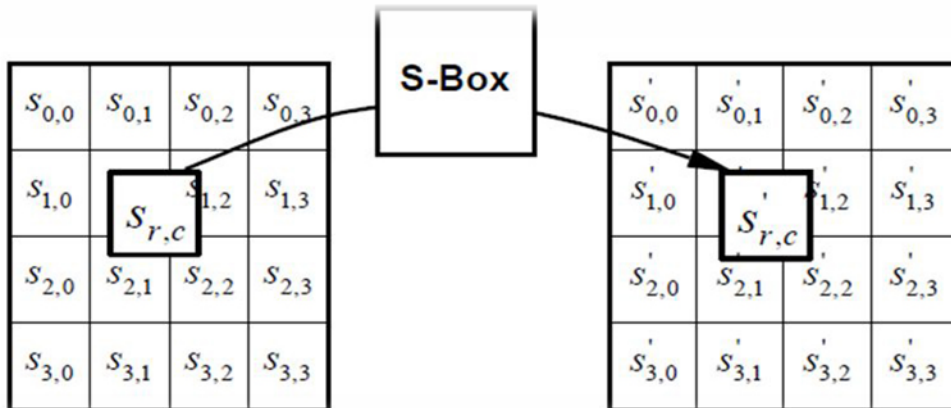 S-Box
s0,0 s0,1 s0,2 s0,3
s1,0 s1,2 s1,3
sr,c
s2,0 s2,1 s2,2 s2,3
s3,0 s3,1 s3,2 s3,3
s'0,0 s'0,1 s'0,2 s'0,3
s'1,0 s'1,2 s'1,3
s'r,c
s'2,0 s'2,1 s'2,2 s'2,3
s'3,0 s'3,1 s'3,2 s'3,3